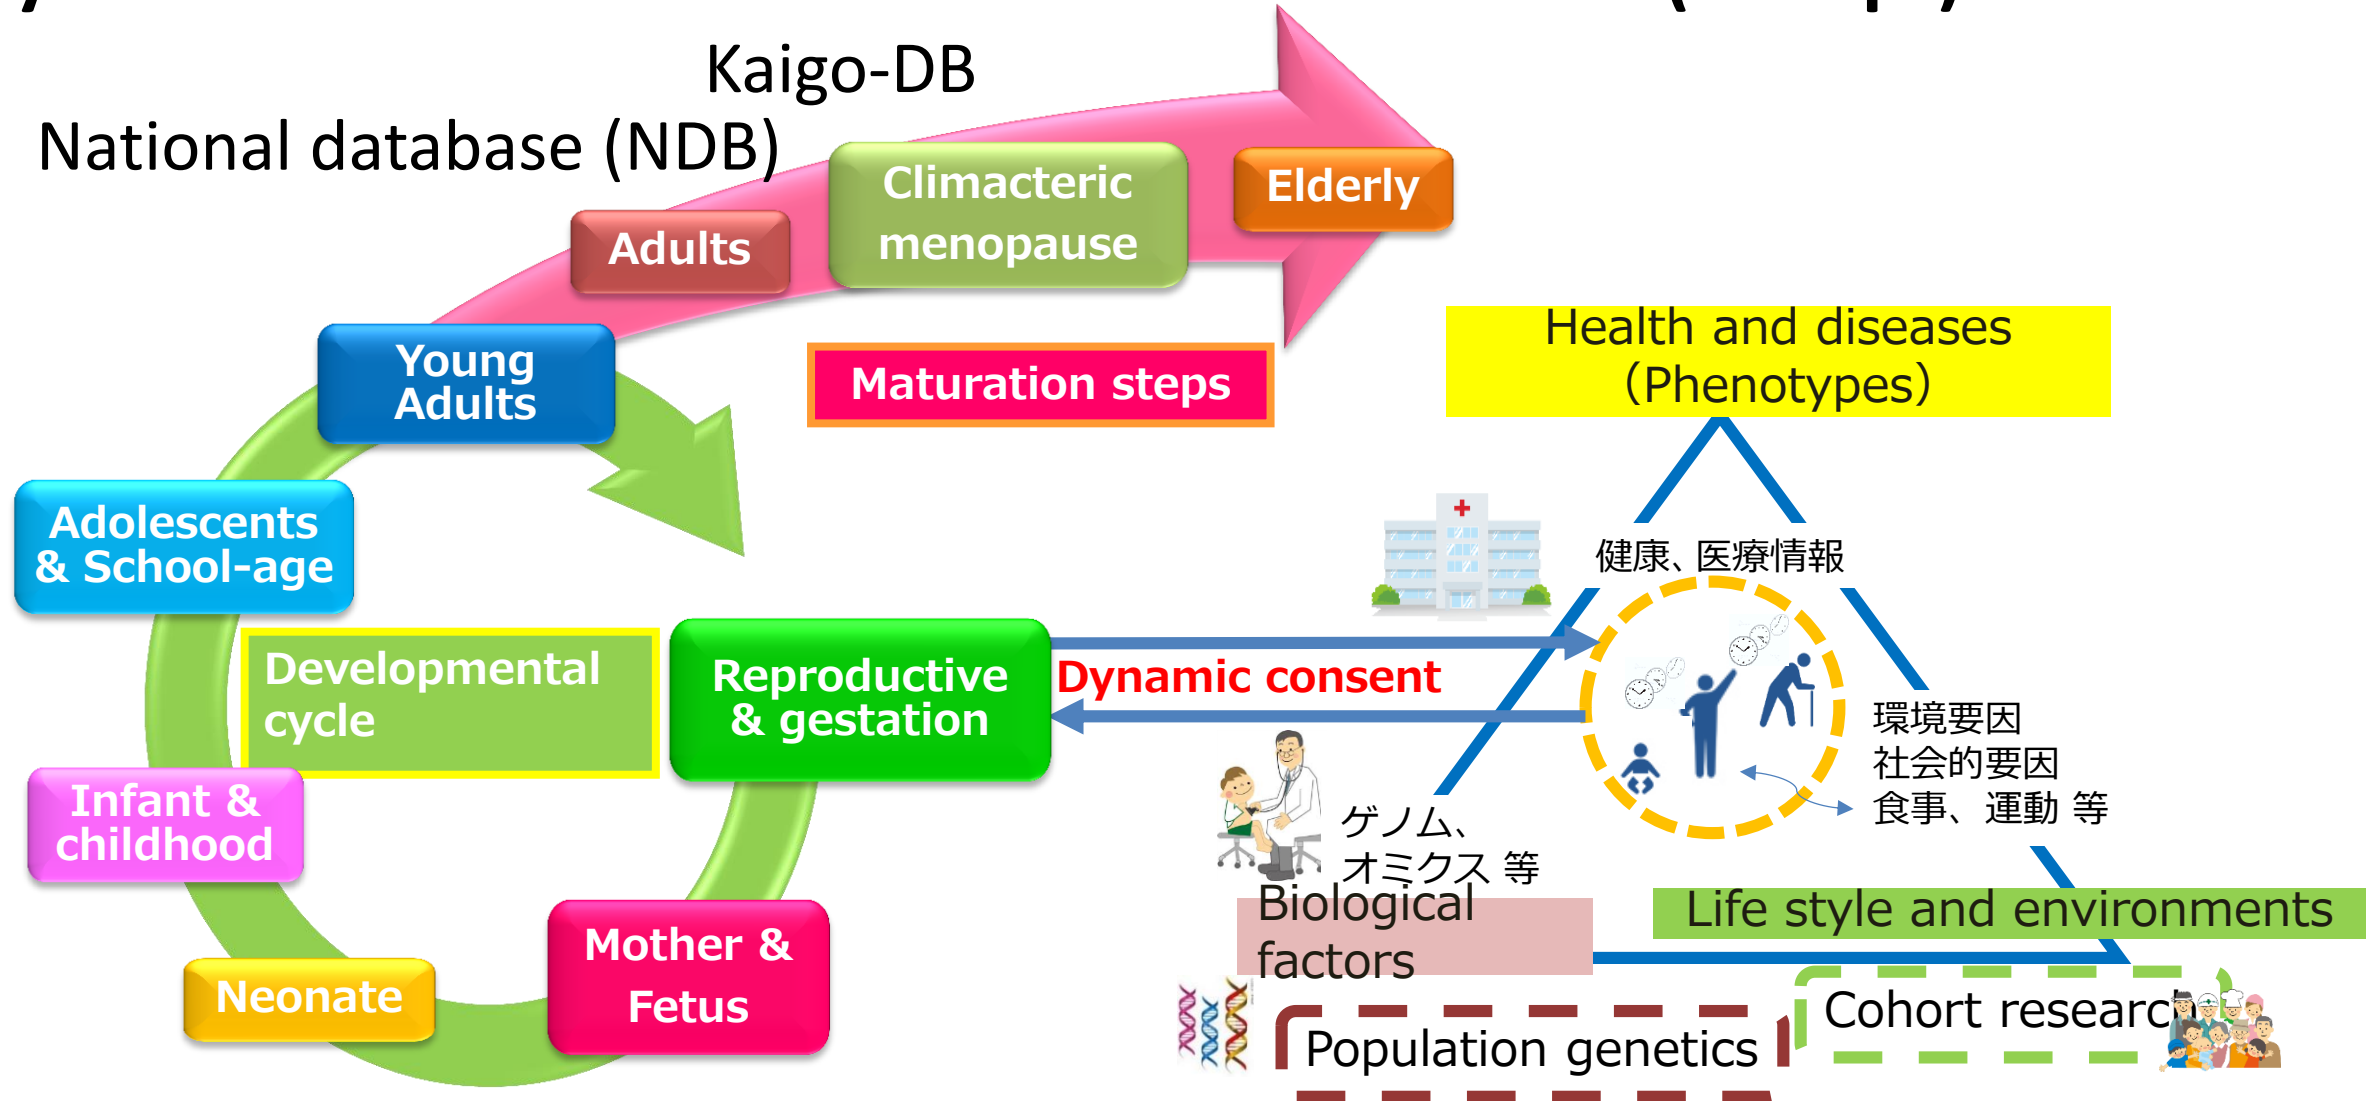 Kaigo-DB
National database (NDB)
Climacteric
menopause
Elderly
Adults
Young
Adults
Maturation steps
Health and diseases
（Phenotypes）
Adolescents
& School-age
健康、医療情報
Developmental
cycle
Reproductive
& gestation
Dynamic consent
環境要因
社会的要因
食事、運動 等
Infant &
childhood
ゲノム、
オミクス 等
Biological
factors
Life style and environments
Mother &
Fetus
Neonate
Cohort research
Population genetics